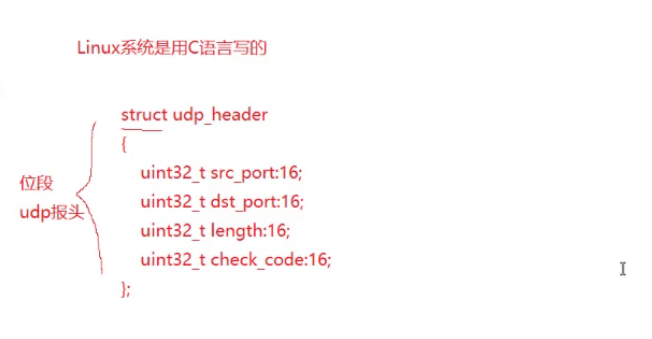 Linux系统是用C语言写的
struct udp_header
{
uint32_t src_port:16;
位段
uint32_t dst_port:16;
udp报头
uint32_t length:16;
uint32_t check_code:16;
};